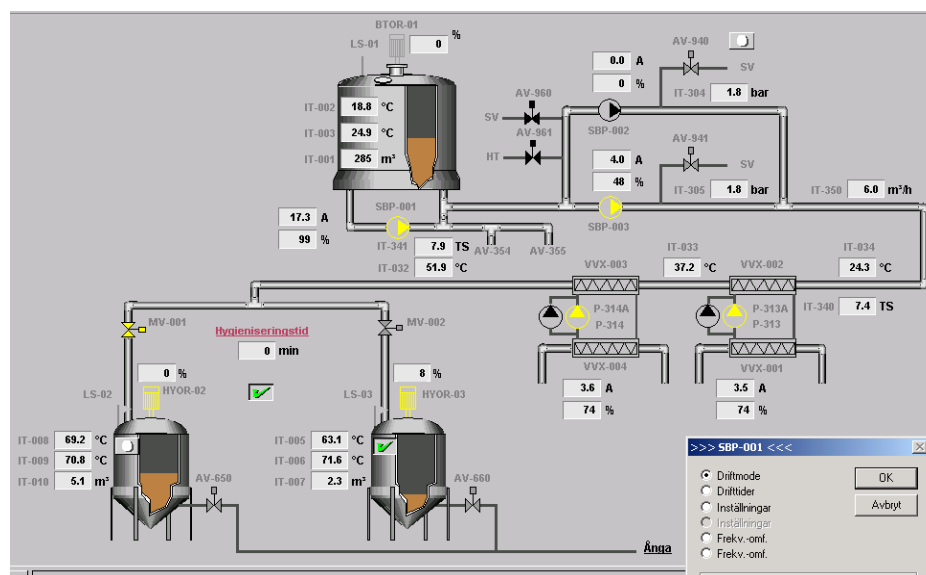 BTOR-01
0 %
LS-01
AV-940
0.0 A
SV
0 %
IT-304 1.8 bar
AV-960
IT-002 18.8 °C
SV
IT-003 24.9 °C
AV-961
SBP-002
AV-941
IT-001 285 m³
HT
4.0 A
SV
48 %
IT-305 1.8 bar
IT-350 6.0 m³/h
SBP-001
17.3 A
SBP-003
99 %
IT-341 7.9 TS
AV-354
AV-355
IT-033
IT-034
IT-032 51.9 °C
VVX-003
37.2 °C
VVX-002
24.3 °C
P-314A
P-313A
IT-340 7.4 TS
P-314
P-313
MV-001
Hygieniseringstid
MV-002
0 min
VVX-004
VVX-001
0 %
8 %
3.6 A
3.5 A
HYOR-02
HYOR-03
LS-02
LS-03
74 %
74 %
IT-008 69.2 °C
IT-005 63.1 °C
IT-009 70.8 °C
IT-006 71.6 °C
IT-010 5.1 m³
AV-650
IT-007 2.3 m³
AV-660
Ånga
>>> SBP-001 <<<
Driftmode
OK
Drifttider
Inställningar
Avbryt
Inställningar
Frekv.-omf.
Frekv.-omf.